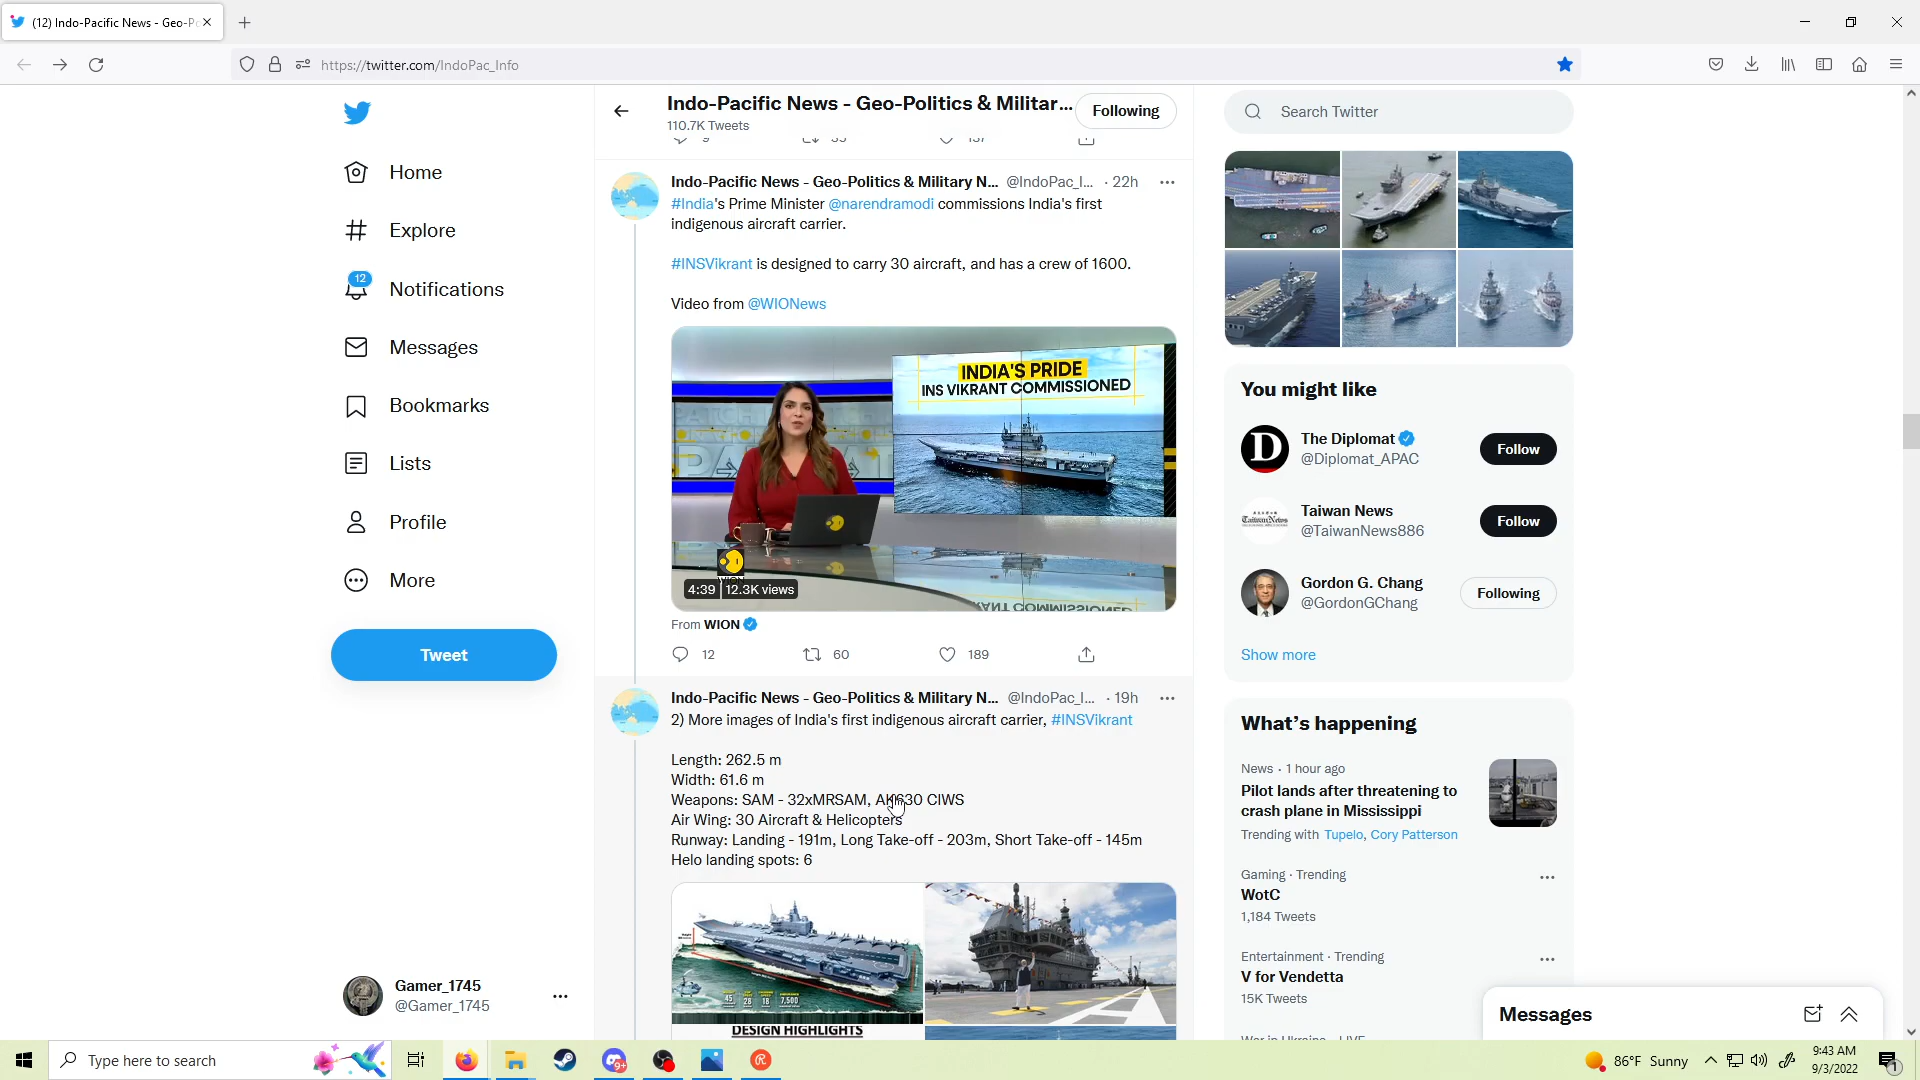 (12) Indo-Pacific News - Geo-P
https://twitter.com/IndoPac_Info
Home
Explore
12
Notifications
Messages
Bookmarks
Lists
Profile
More
Tweet
Gamer_1745
@Gamer_1745
Indo-Pacific News - Geo-Politics & Militar...
110.7K Tweets
Following
Indo-Pacific News - Geo-Politics & Military N... @IndoPac_I... · 22h
#India's Prime Minister @narendramodi commissions India's first
indigenous aircraft carrier.
#INSVikrant is designed to carry 30 aircraft, and has a crew of 1600.
Video from @WIONews
INDIA'S PRIDE
INS VIKRANT COMMISSIONED
4:39 12.3K views
From WION
12 60 189
Indo-Pacific News - Geo-Politics & Military N... @IndoPac_I... · 19h
2) More images of India's first indigenous aircraft carrier, #INSVikrant
Length: 262.5 m
Width: 61.6 m
Weapons: SAM - 32xMRSAM, AK630 CIWS
Air Wing: 30 Aircraft & Helicopters
Runway: Landing - 191m, Long Take-off - 203m, Short Take-off - 145m
Helo landing spots: 6
45 28 18 7,500
DESIGN HIGHLIGHTS
Search Twitter
You might like
The Diplomat
@Diplomat_APAC
Follow
Taiwan News
@TaiwanNews886
Follow
Gordon G. Chang
@GordonGChang
Following
Show more
What's happening
News · 1 hour ago
Pilot lands after threatening to
crash plane in Mississippi
Trending with Tupelo, Cory Patterson
Gaming · Trending
WotC
1,184 Tweets
Entertainment · Trending
V for Vendetta
15K Tweets
Messages
Type here to search
9+
86°F Sunny
9:43 AM
9/3/2022
1